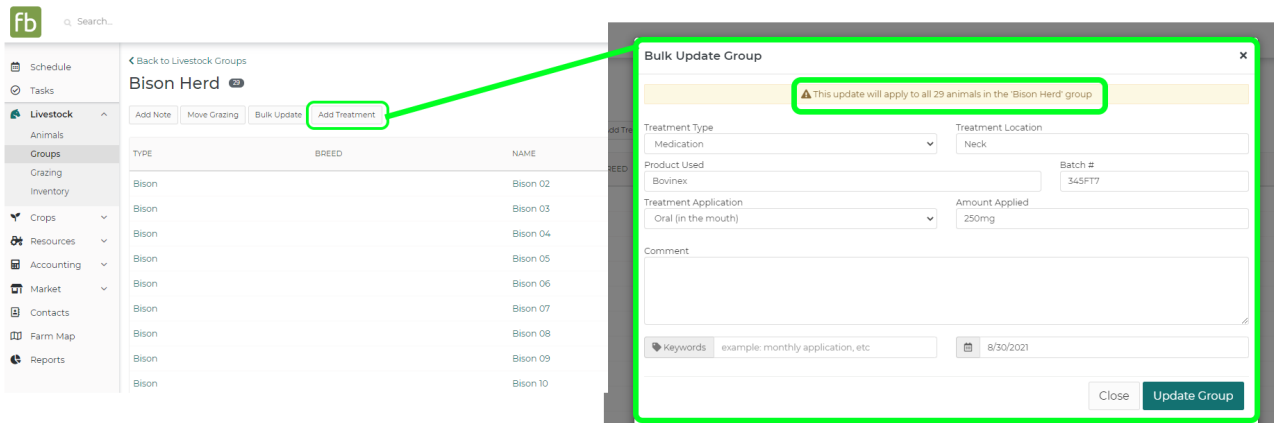 fb
Search...
Schedule
Tasks
Livestock
Animals
Groups
Grazing
Inventory
Crops
Resources
Accounting
Market
Contacts
Farm Map
Reports
Back to Livestock Groups
Bison Herd 29
Add Note Move Grazing Bulk Update Add Treatment
TYPE BREED NAME
Bison Bison 02
Bison Bison 03
Bison Bison 04
Bison Bison 05
Bison Bison 06
Bison Bison 07
Bison Bison 08
Bison Bison 09
Bison Bison 10
dd Tre
REED
Bulk Update Group ×
This update will apply to all 29 animals in the 'Bison Herd' group
Treatment Type Treatment Location
Medication Neck
Product Used Batch #
Bovinex 345FT7
Treatment Application Amount Applied
Oral (in the mouth) 250mg
Comment
Keywords example: monthly application, etc 8/30/2021
Close Update Group